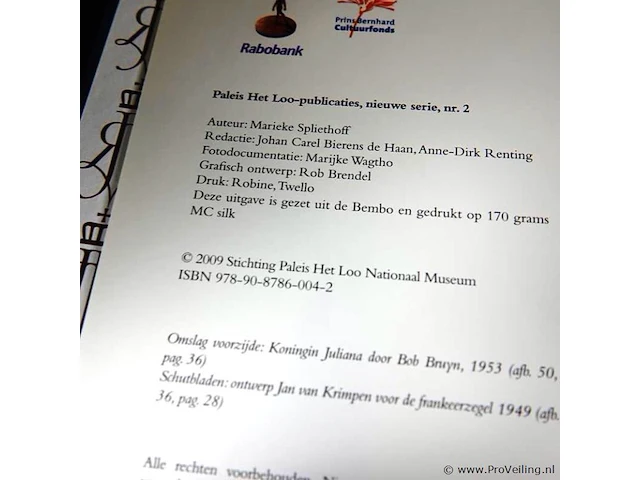 Rabobank
Prins Bernhard
Cultuurfonds
Paleis Het Loo-publicaties, nieuwe serie, nr. 2
Auteur: Marieke Spliethoff
Redactie: Johan Carel Bierens de Haan, Anne-Dirk Renting
Fotodocumentatie: Marijke Wagtho
Grafisch ontwerp: Rob Brendel
Druk: Robine, Twello
Deze uitgave is gezet uit de Bembo en gedrukt op 170 grams
MC silk
© 2009 Stichting Paleis Het Loo Nationaal Museum
ISBN 978-90-8786-004-2
Omslag voorzijde: Koningin Juliana door Bob Bruyn, 1953 (afb. 50,
pag. 36)
Schutbladen: ontwerp Jan van Krimpen voor de frankeerzegel 1949 (afb.
36, pag. 28)
Alle rechten voorbehouden.
© www.ProVeiling.nl